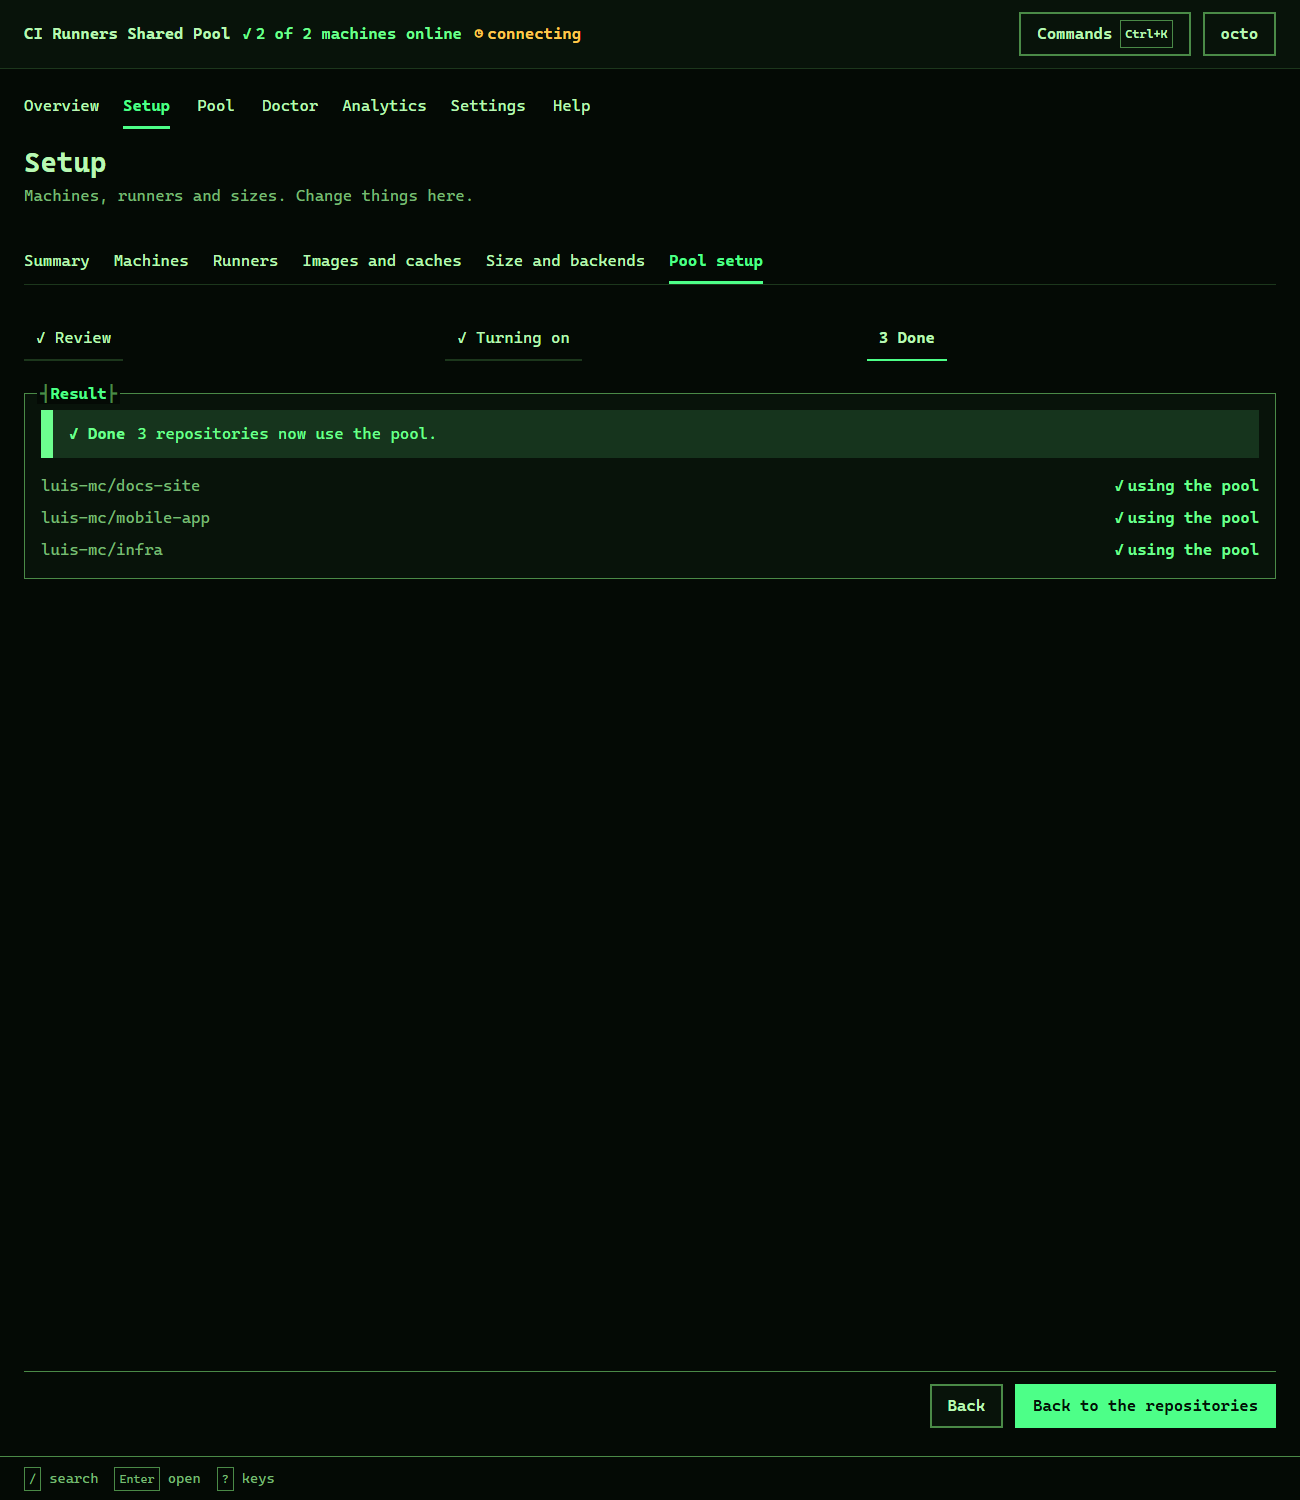 CI Runners Shared Pool ✓ 2 of 2 machines online connecting Commands Ctrl+K octo
Overview Setup Pool Doctor Analytics Settings Help
Setup
Machines, runners and sizes. Change things here.
Summary Machines Runners Images and caches Size and backends Pool setup
✓ Review ✓ Turning on 3 Done
Result
✓ Done 3 repositories now use the pool.
luis-mc/docs-site ✓ using the pool
luis-mc/mobile-app ✓ using the pool
luis-mc/infra ✓ using the pool
Back Back to the repositories
/ search Enter open ? keys